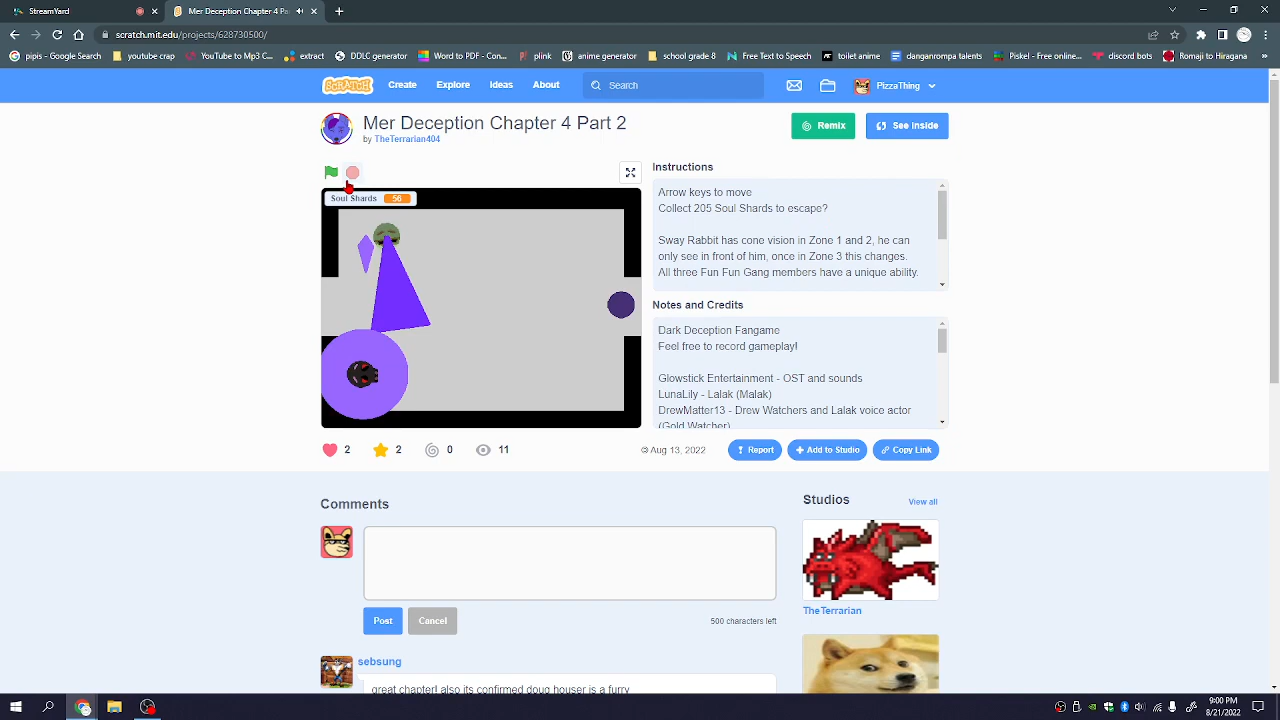 StreamYard
Mer Deception Chapter 4 Part 2
scratch.mit.edu/projects/628730500/
pipis - Google Search
youtube crap
YouTube to Mp3 C...
extract
DDLC generator
Word to PDF - Con...
plink
anime generator
school grade 8
Free Text to Speech
AT
toilet anime
danganronpa talents
Piskel - Free online...
discord bots
Romaji to Hiragana
»
SCRATCH
Create
Explore
Ideas
About
Search
PizzaThing
Mer Deception Chapter 4 Part 2
by TheTerrarian404
Remix
See inside
Soul Shards 56
Instructions
Arrow keys to move
Collect 205 Soul Shards to escape?
Sway Rabbit has cone vision in Zone 1 and 2, he can
only see in front of him, once in Zone 3 this changes.
All three Fun Fun Gang members have a unique ability.
Notes and Credits
Dark Deception Fangame
Feel free to record gameplay!
Glowstick Entertainment - OST and sounds
LunaLily - Lalak (Malak)
DrewMatter13 - Drew Watchers and Lalak voice actor
(Gold Watcher)
2
2
0
11
© Aug 13, 2022
Report
Add to Studio
Copy Link
Comments
Post
Cancel
500 characters left
sebsung
great chapter! also its confirmed doug houser is a furry
Studios
View all
TheTerrarian
9:00 PM
8/21/2022